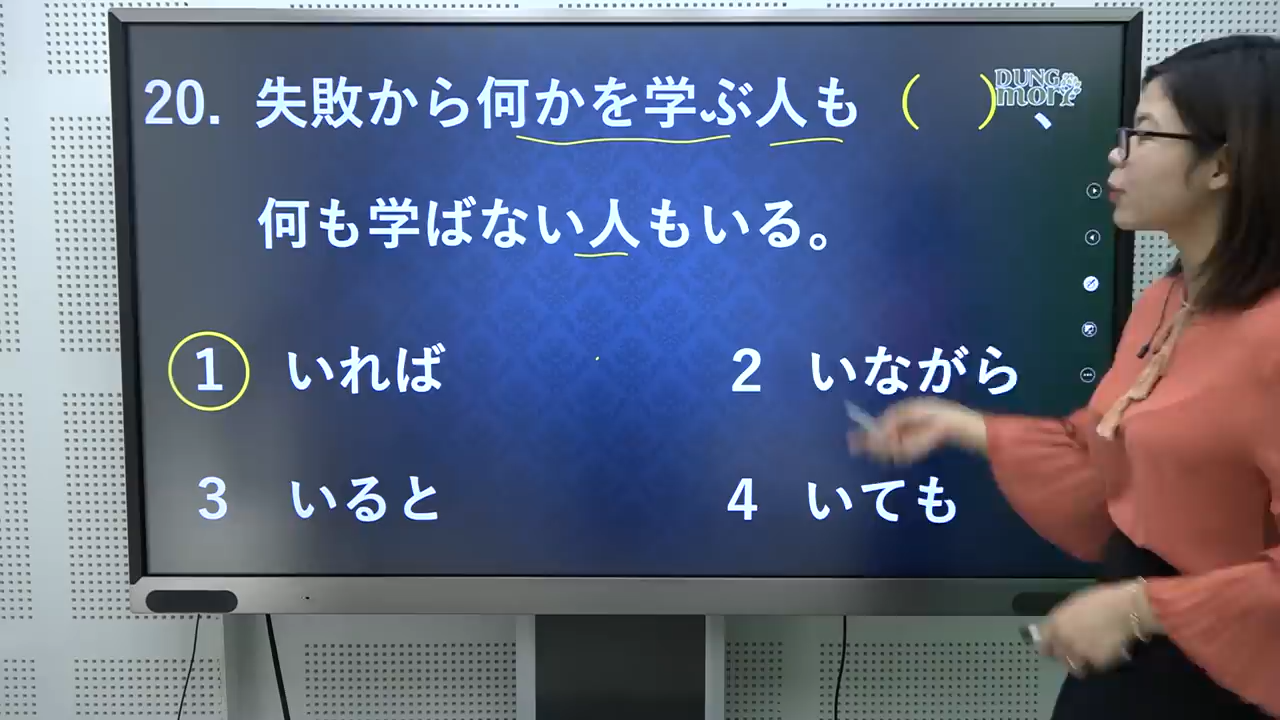 20. 失敗から何かを学ぶ人も（　）、
DUNG
mori
何も学ばない人もいる。
1 いれば
2 いながら
3 いると
4 いても